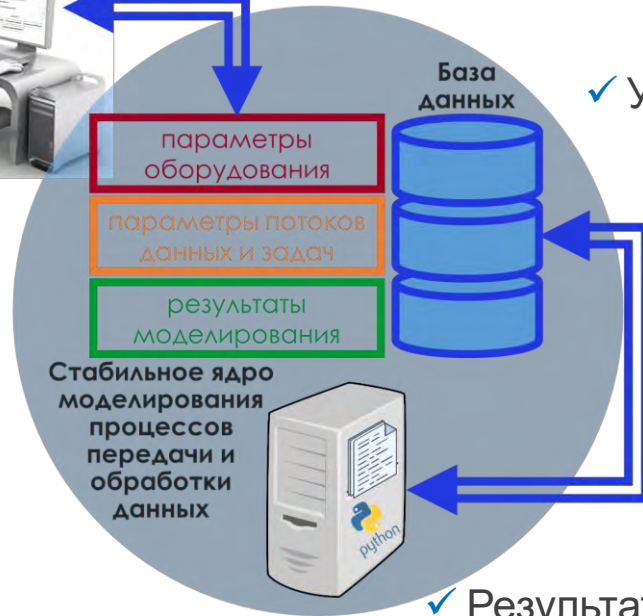 База
данных
✓ У
параметры
оборудования
параметры потоков
данных и задач
результаты
моделирования
Стабильное ядро
моделирования
процессов
передачи и
обработки
данных
python
✓ Результат